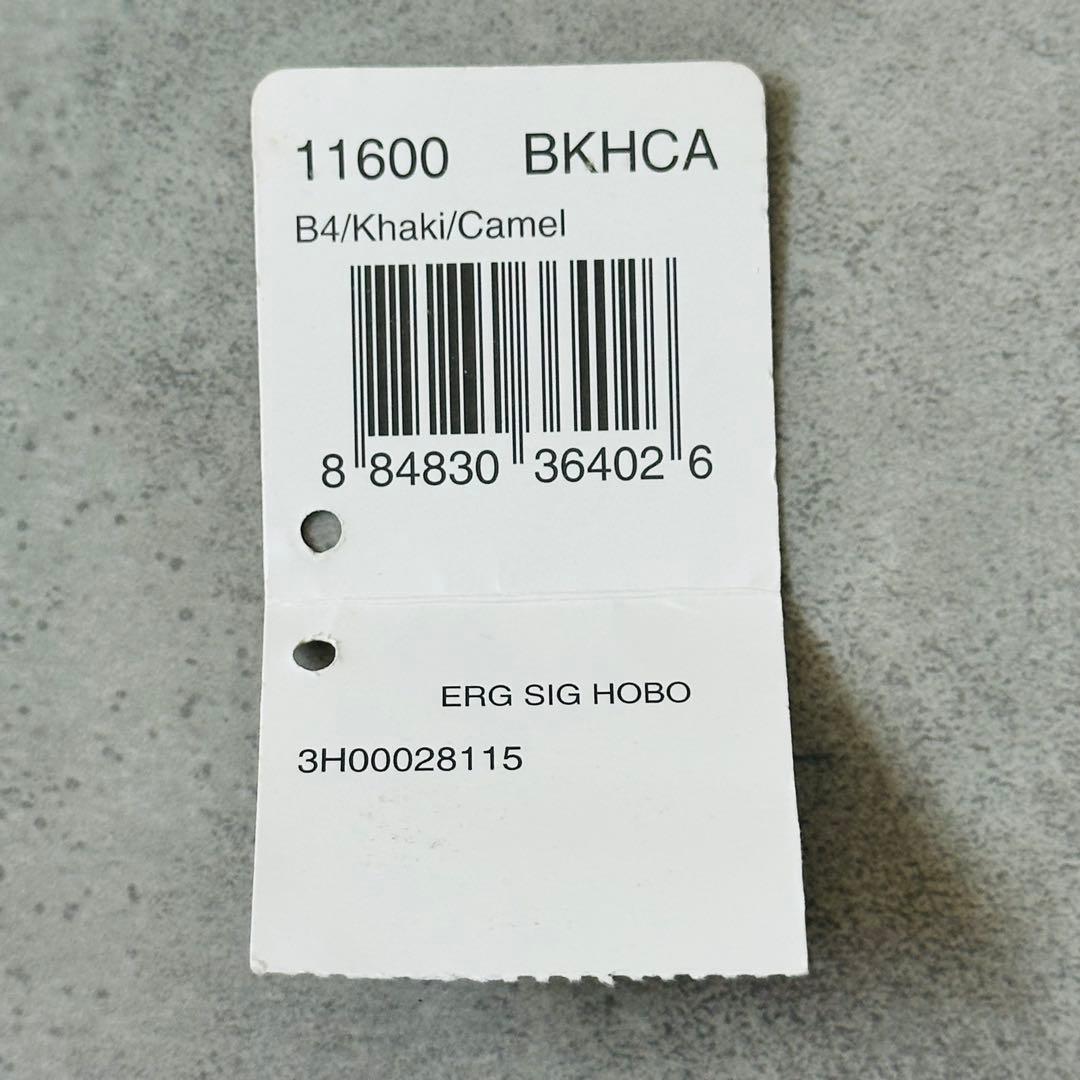 11600 BKHCA
B4/Khaki/Camel
8 84830 36402 6
ERG SIG HOBO
3H00028115